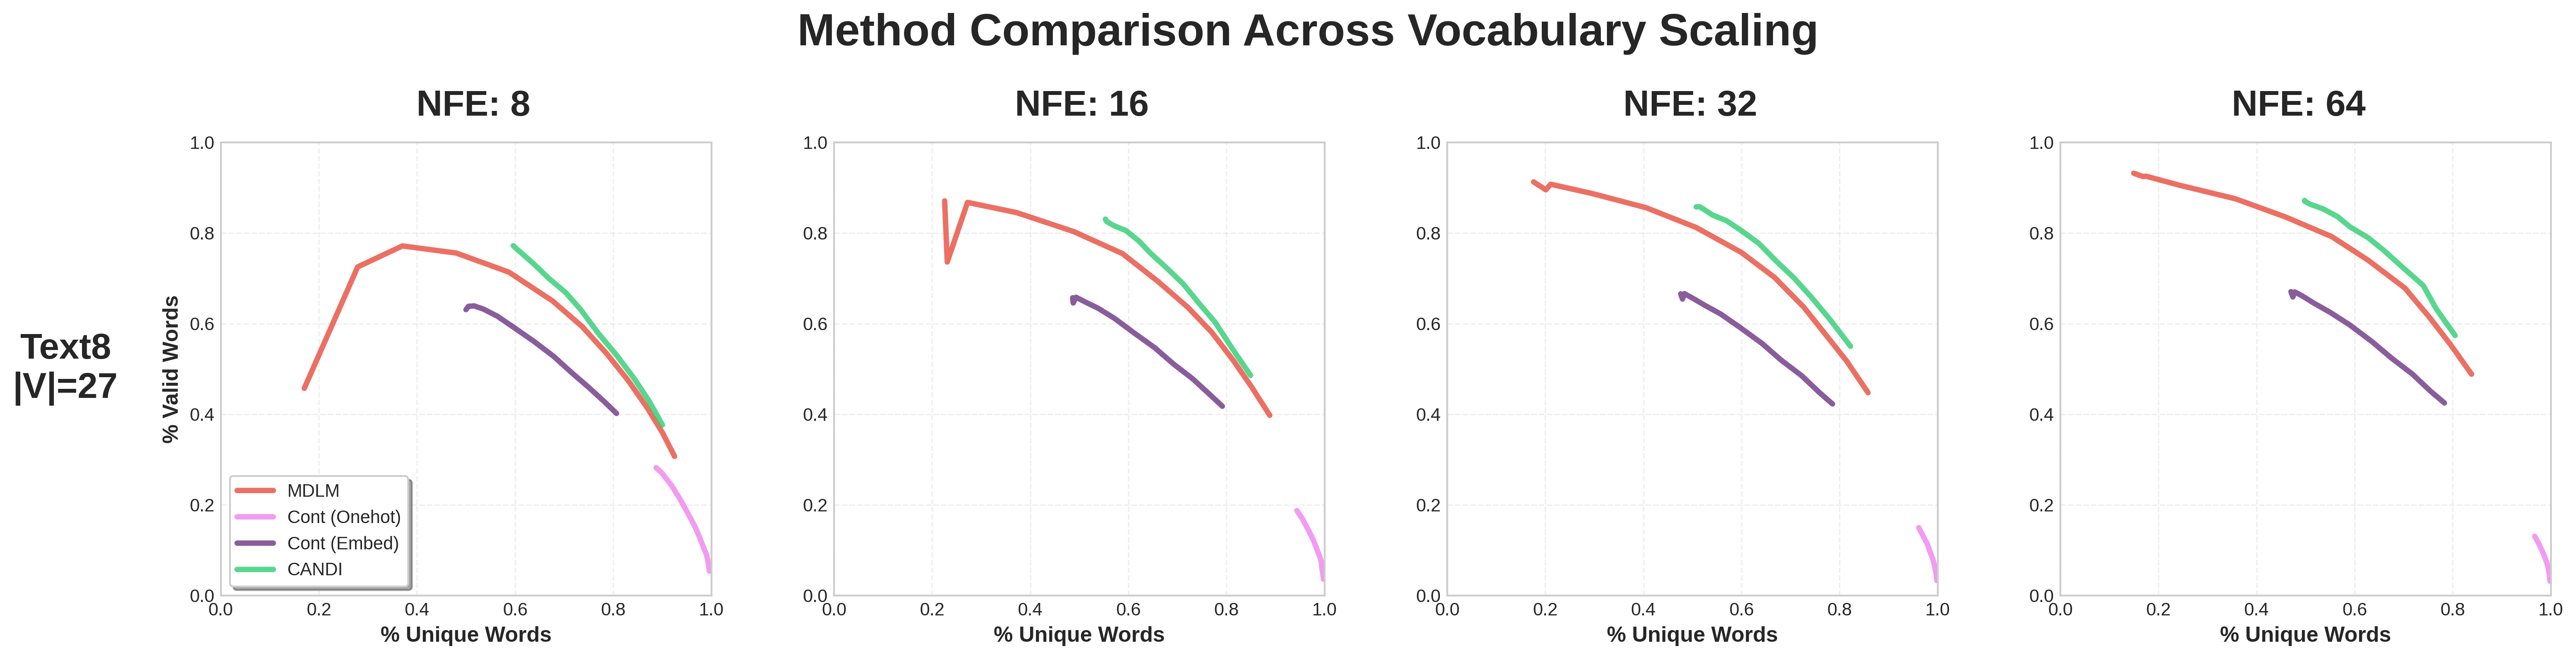 Method Comparison Across Vocabulary Scaling
NFE: 8
NFE: 16
NFE: 32
NFE: 64
Text8
|V|=27
% Valid Words
1.0
0.8
0.6
0.4
0.2
0.0
0.0 0.2 0.4 0.6 0.8 1.0
% Unique Words
MDLM
Cont (Onehot)
Cont (Embed)
CANDI
1.0
0.8
0.6
0.4
0.2
0.0
0.0 0.2 0.4 0.6 0.8 1.0
% Unique Words
1.0
0.8
0.6
0.4
0.2
0.0
0.0 0.2 0.4 0.6 0.8 1.0
% Unique Words
1.0
0.8
0.6
0.4
0.2
0.0
0.0 0.2 0.4 0.6 0.8 1.0
% Unique Words